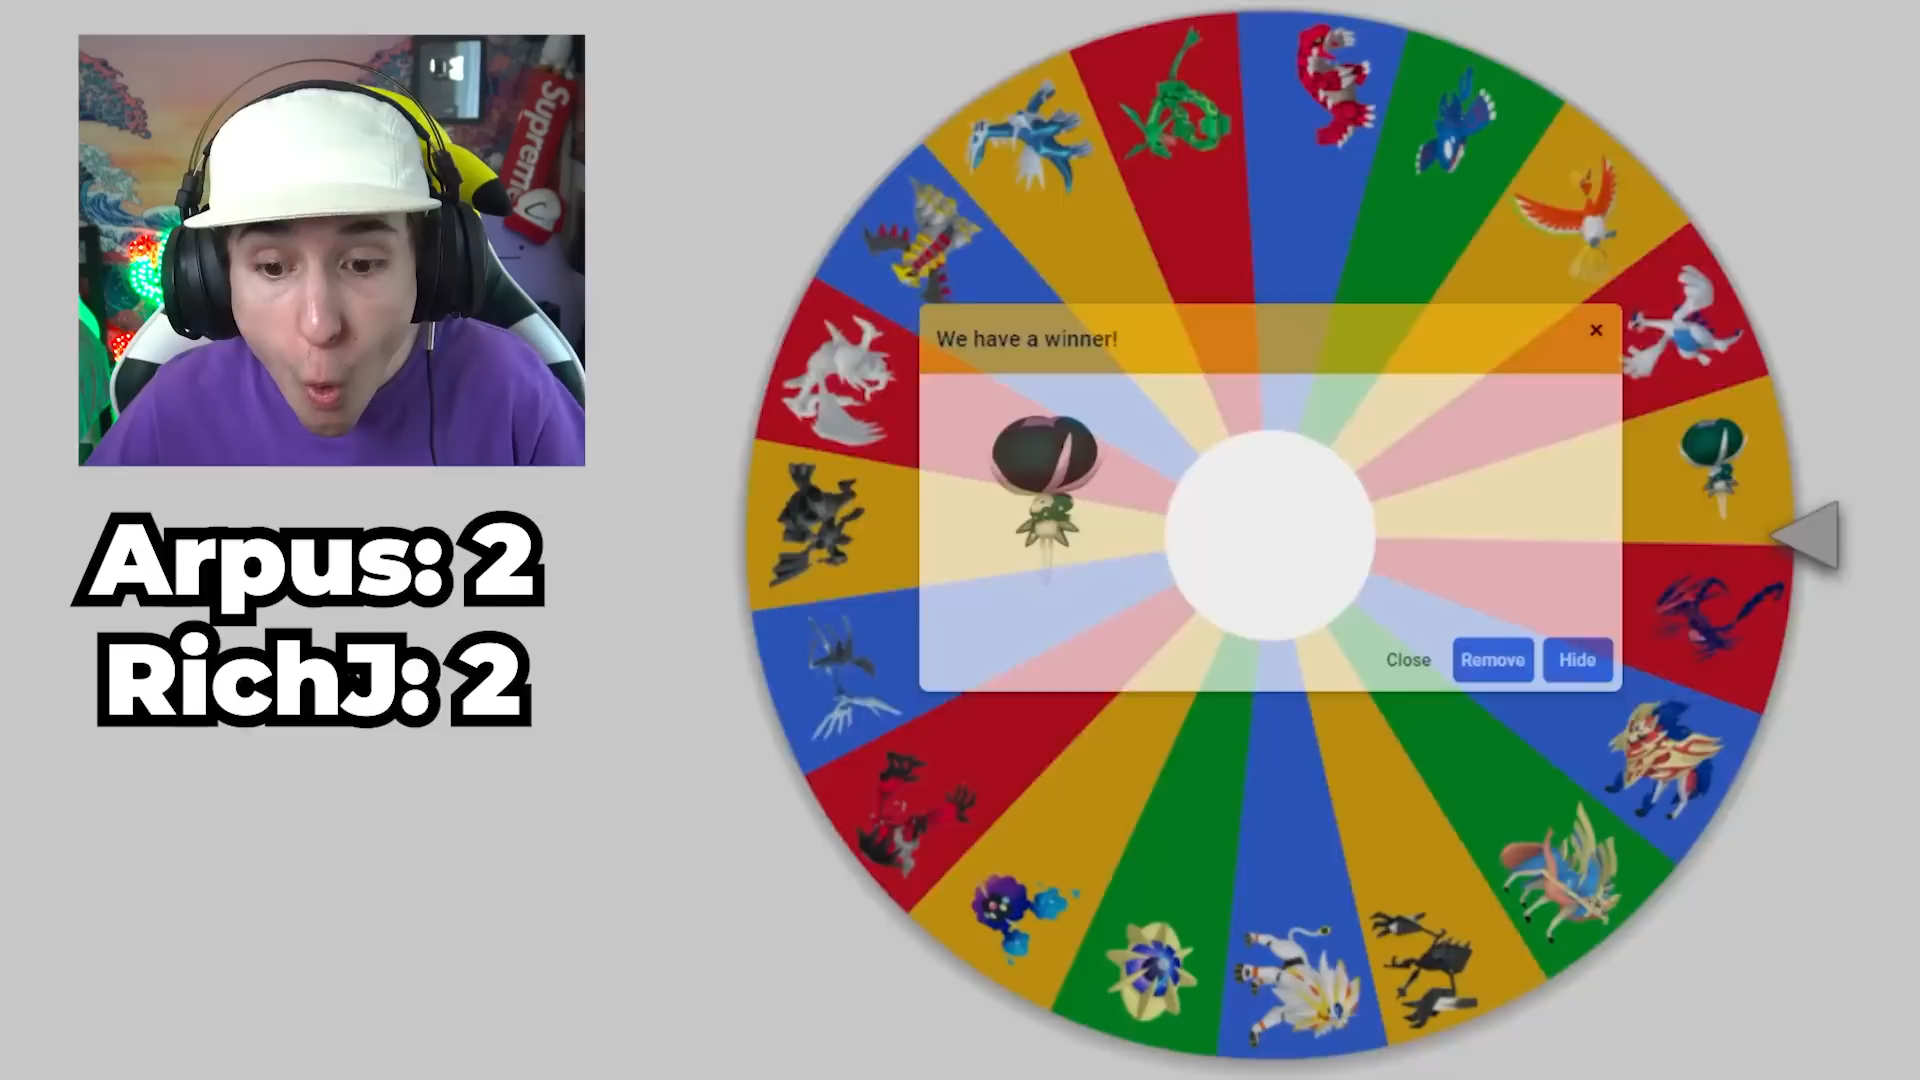 Supreme
Arpus: 2
RichJ: 2
We have a winner!
×
Close Remove Hide